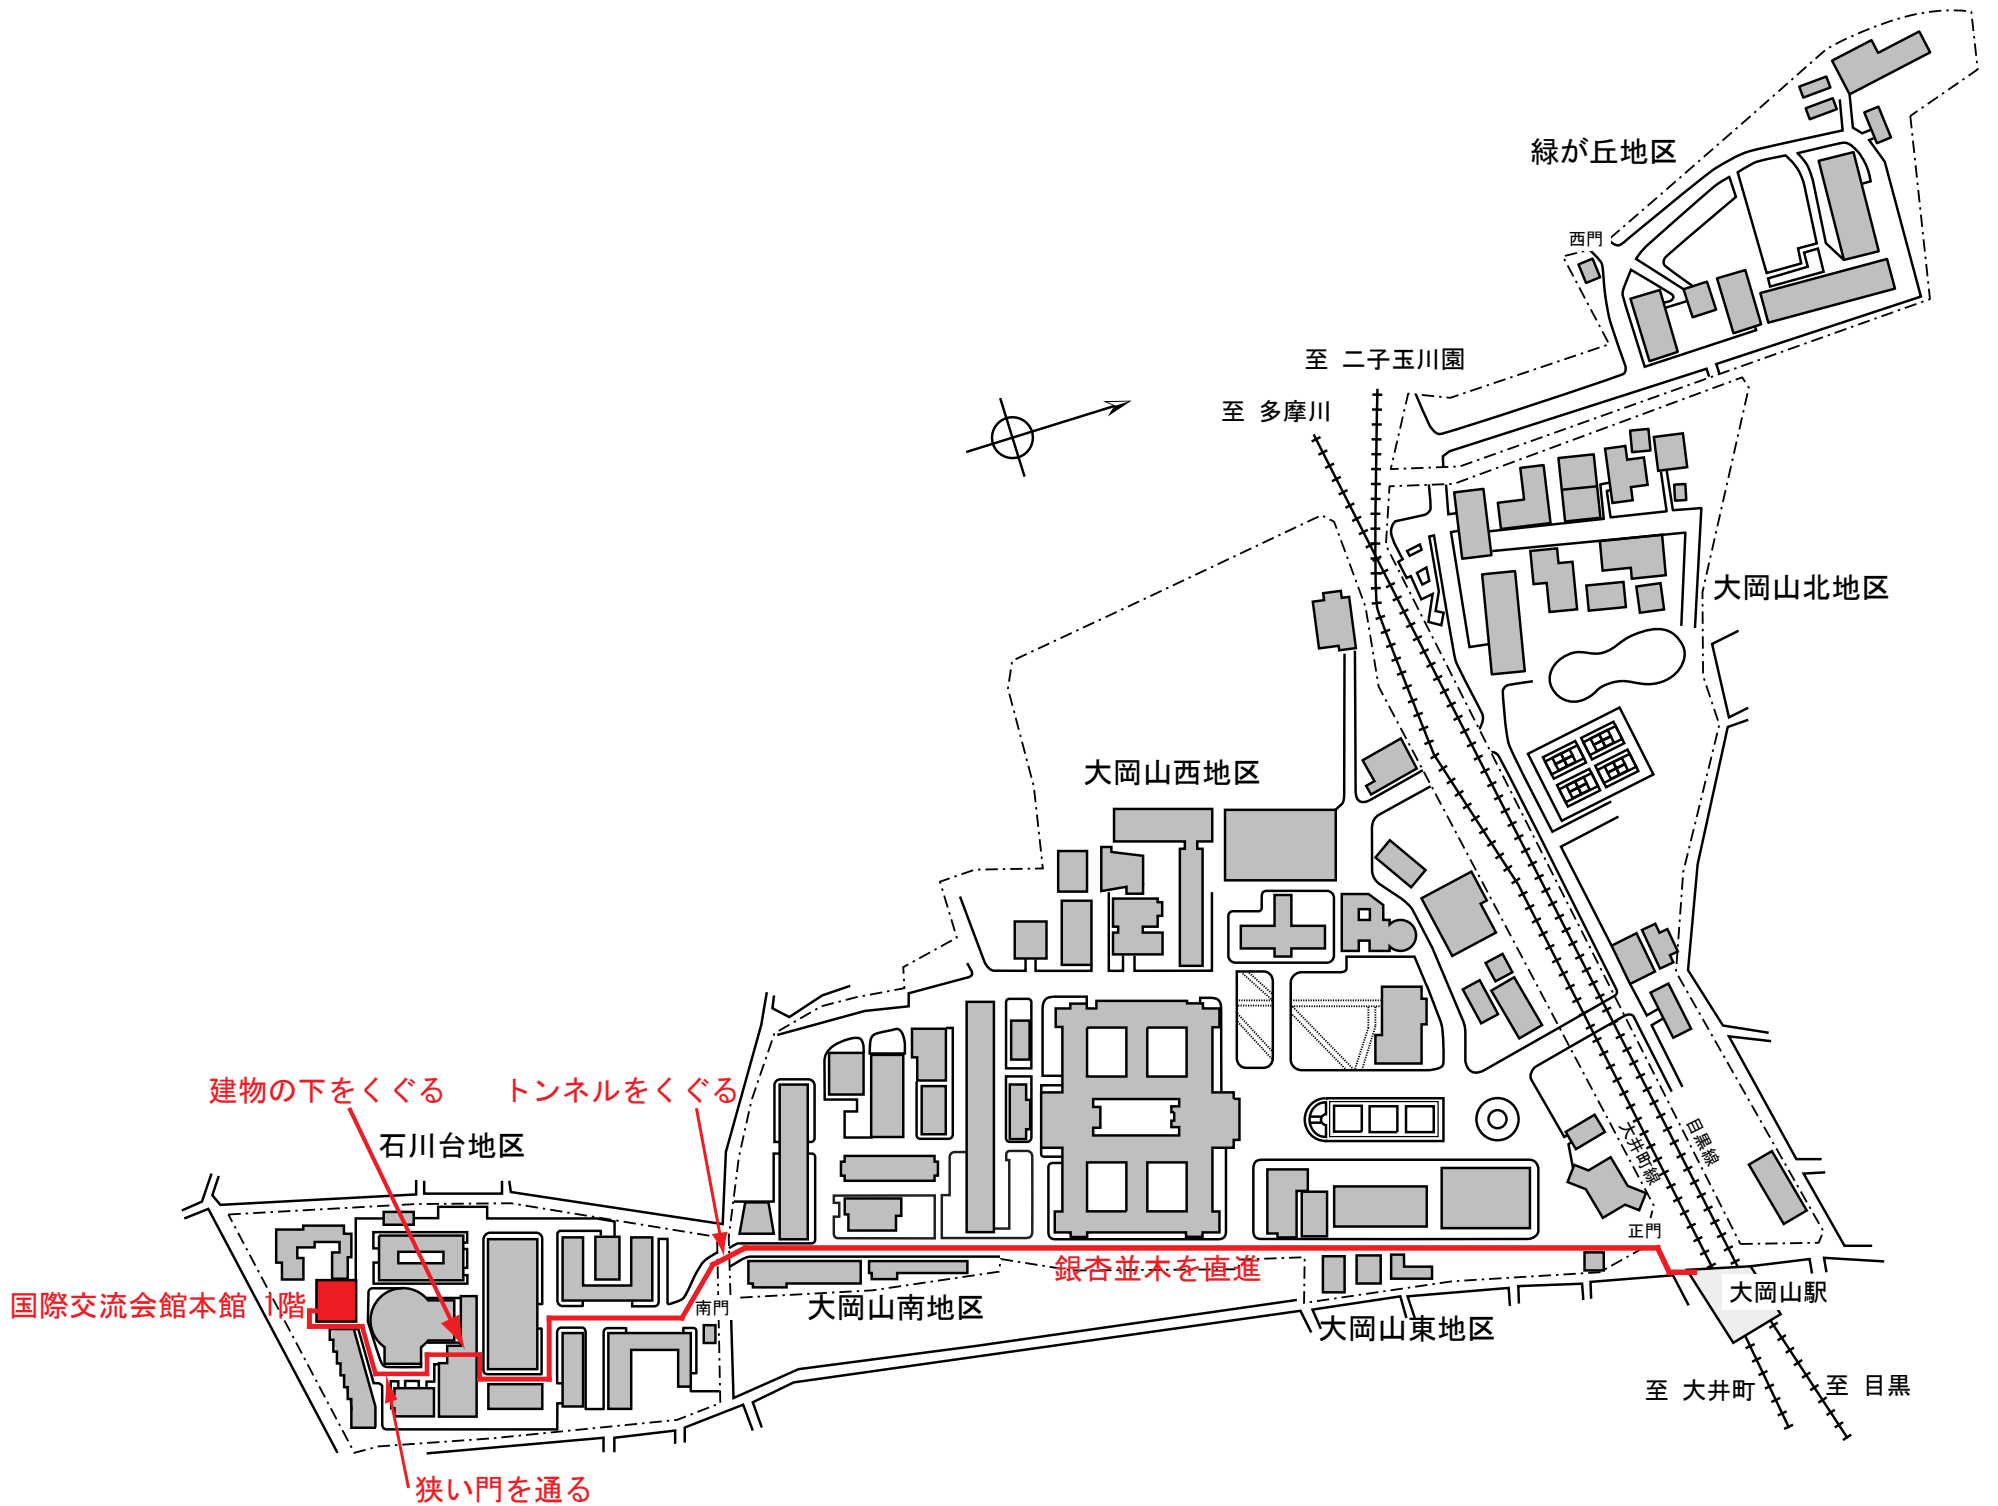 緑が丘地区
西門
至 二子玉川園
至 多摩川
大岡山北地区
大岡山西地区
建物の下をくぐる
トンネルをくぐる
石川台地区
大井町線
目黒線
正門
銀杏並木を直進
大岡山駅
国際交流会館本館 1階
南門
大岡山南地区
大岡山東地区
至 大井町
至 目黒
狭い門を通る